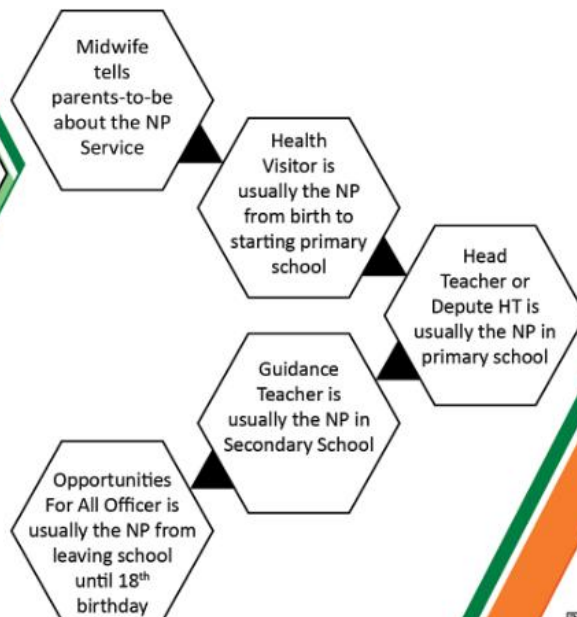 Midwife
tells
parents-to-be
about the NP
Service
Health
Visitor is
usually the NP
from birth to
starting primary
school
Head
Teacher or
Depute HT is
usually the NP in
primary school
Guidance
Teacher is
usually the NP in
Secondary School
Opportunities
For All Officer is
usually the NP from
leaving school
until 18th
birthday